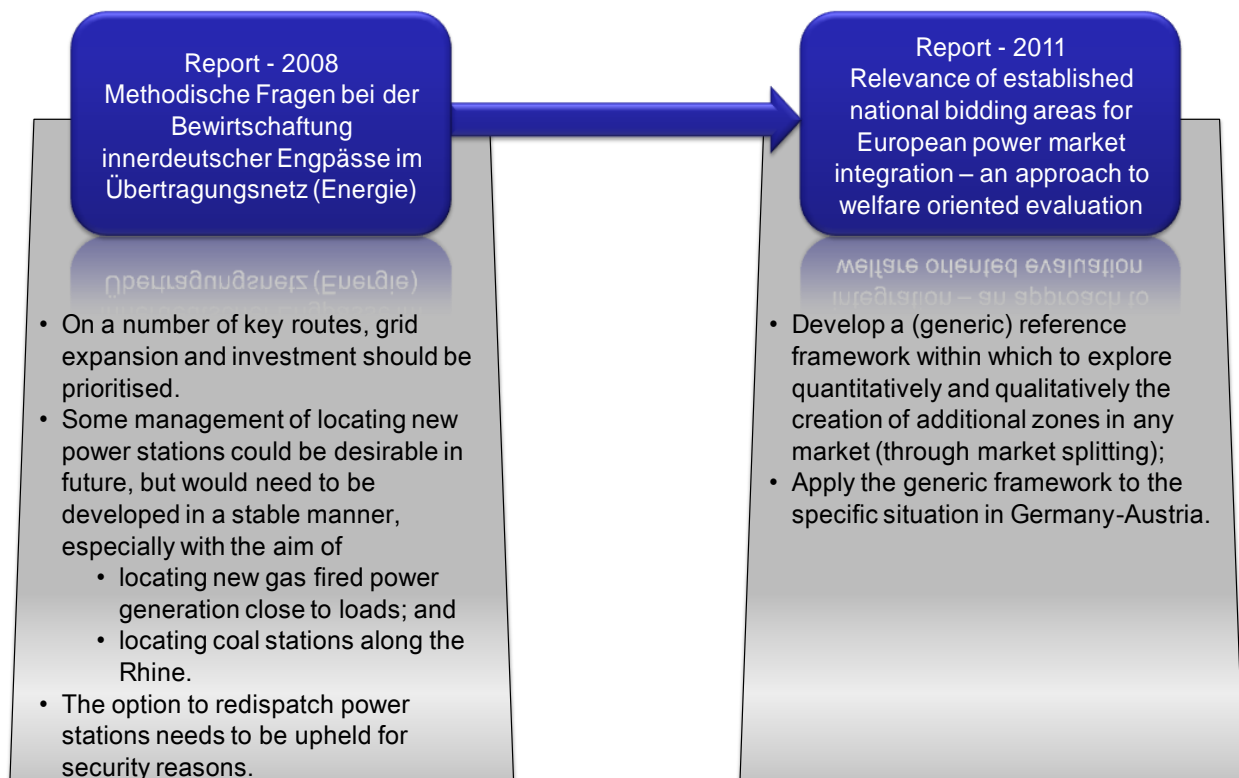 Report - 2008
Methodische Fragen bei der
Bewirtschaftung
innerdeutscher Engpässe im
Übertragungsnetz (Energie)
• On a number of key routes, grid
expansion and investment should be
prioritised.
• Some management of locating new
power stations could be desirable in
future, but would need to be
developed in a stable manner,
especially with the aim of
• locating new gas fired power
generation close to loads; and
• locating coal stations along the
Rhine.
• The option to redispatch power
stations needs to be upheld for
security reasons.
Report - 2011
Relevance of established
national bidding areas for
European power market
integration – an approach to
welfare oriented evaluation
• Develop a (generic) reference
framework within which to explore
quantitatively and qualitatively the
creation of additional zones in any
market (through market splitting);
• Apply the generic framework to the
specific situation in Germany-Austria.